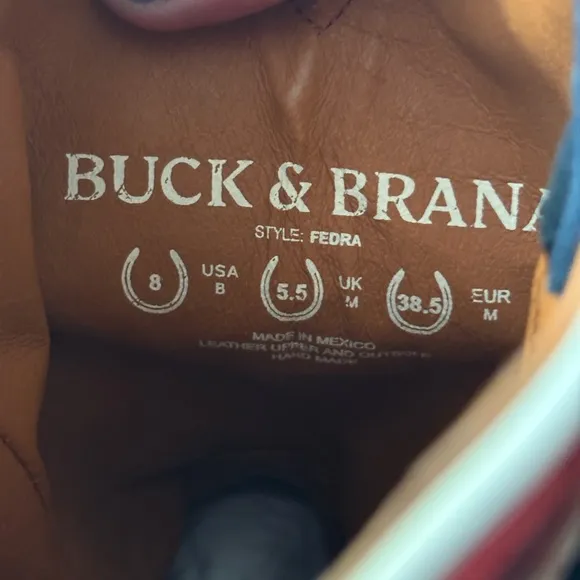 BUCK & BRANA
STYLE: FEDRA
8 USA B 5.5 UK M 38.5 EUR M
MADE IN MEXICO
LEATHER UPPER AND OUTSOLE
HAND MADE